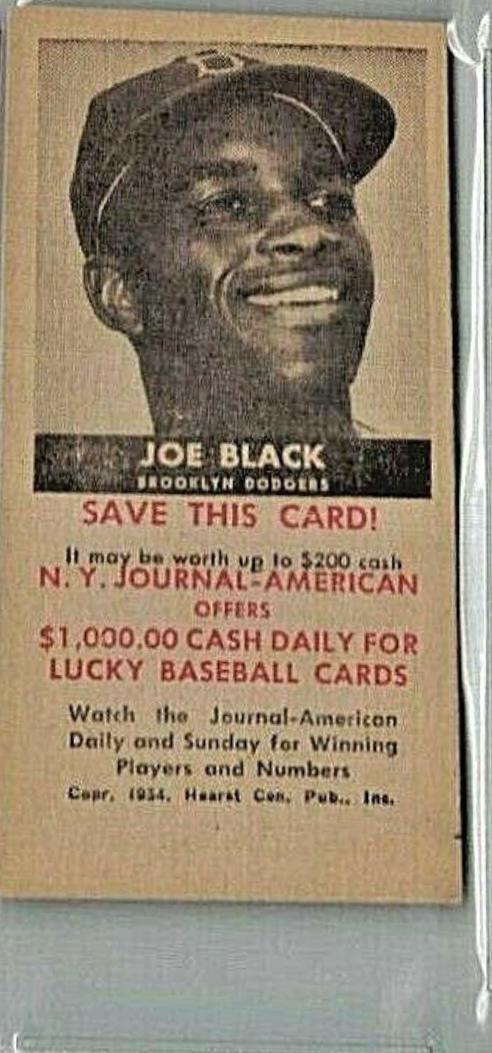 B
JOE BLACK
BROOKLYN DODGERS
SAVE THIS CARD!
It may be worth up to $200 cash
N. Y. JOURNAL-AMERICAN
OFFERS
$1,000.00 CASH DAILY FOR
LUCKY BASEBALL CARDS
Watch the Journal-American
Daily and Sunday for Winning
Players and Numbers
Copr. 1954. Hearst Con. Pub., Inc.